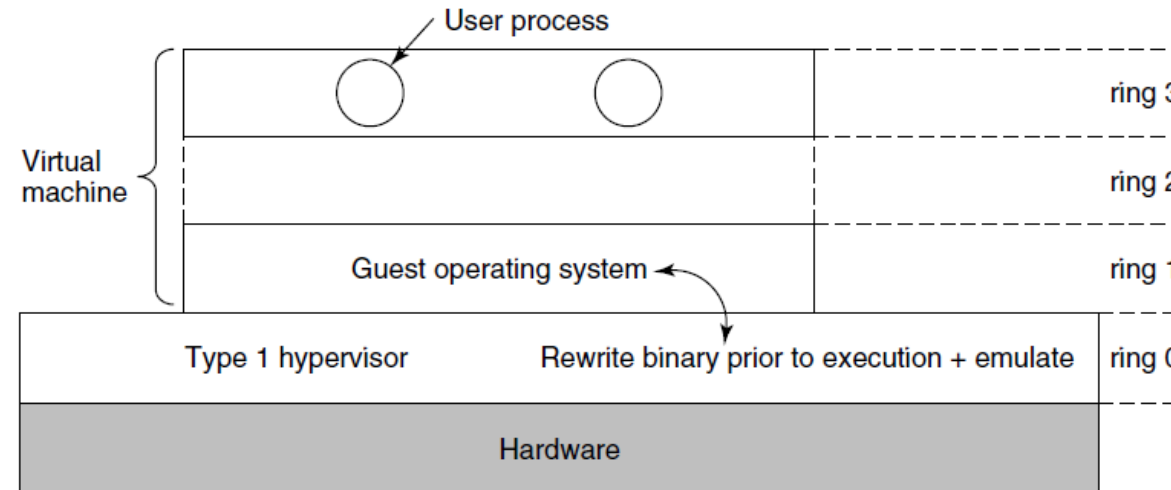 User process
ring 3
Virtual
machine
ring 2
Guest operating system
ring 1
Type 1 hypervisor
Rewrite binary prior to execution + emulate
ring 0
Hardware